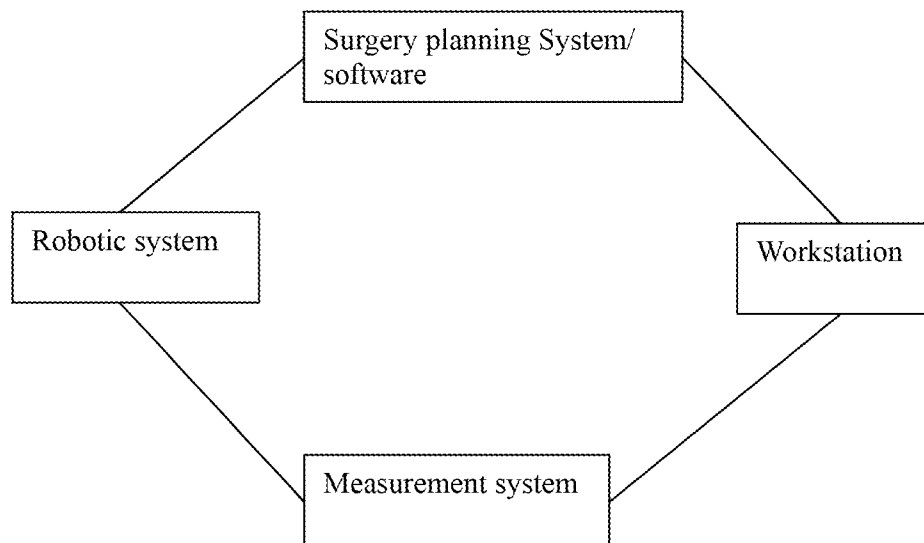 Surgery planning System/
software
Robotic system
Workstation
Measurement system